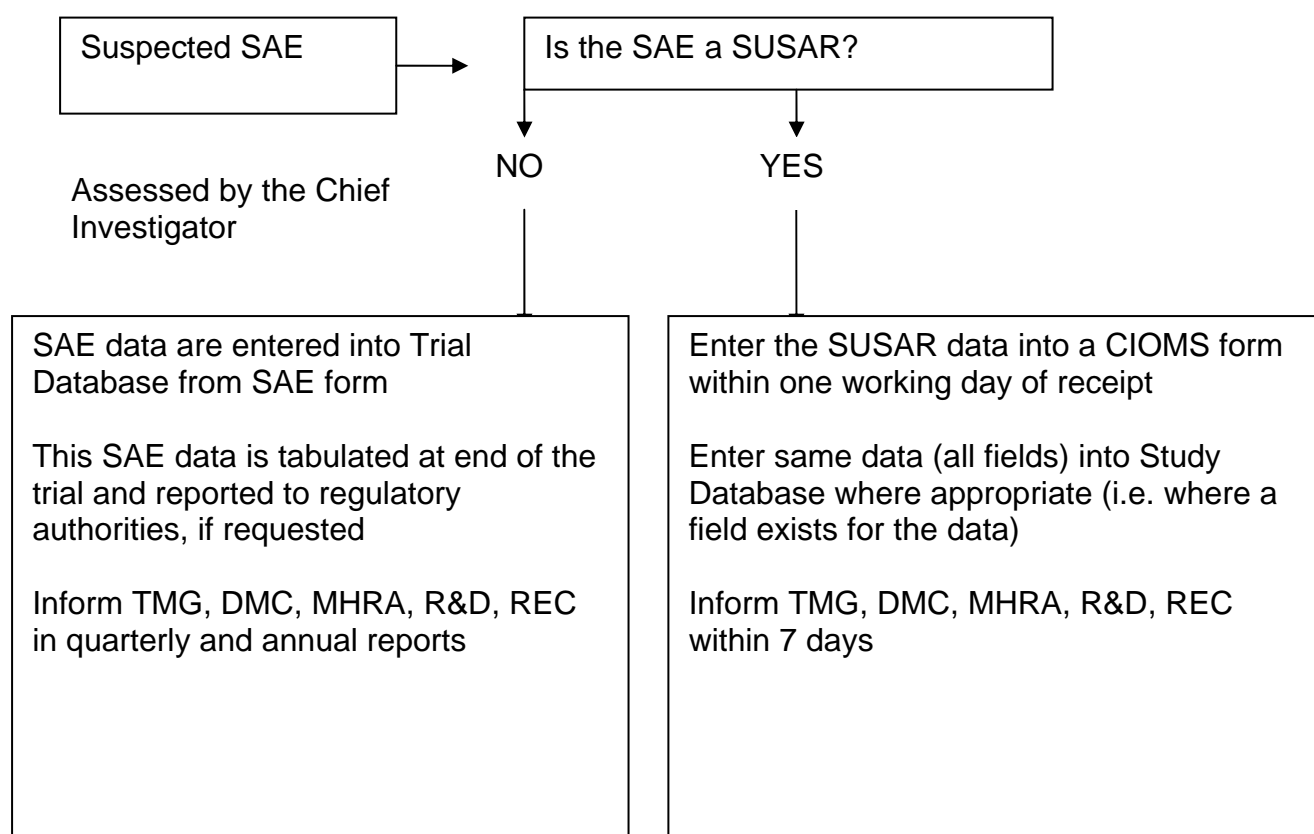 Suspected SAE
Is the SAE a SUSAR?
NO
YES
Assessed by the Chief
Investigator
SAE data are entered into Trial
Database from SAE form
This SAE data is tabulated at end of the
trial and reported to regulatory
authorities, if requested
Inform TMG, DMC, MHRA, R&D, REC
in quarterly and annual reports
Enter the SUSAR data into a CIOMS form
within one working day of receipt
Enter same data (all fields) into Study
Database where appropriate (i.e. where a
field exists for the data)
Inform TMG, DMC, MHRA, R&D, REC
within 7 days